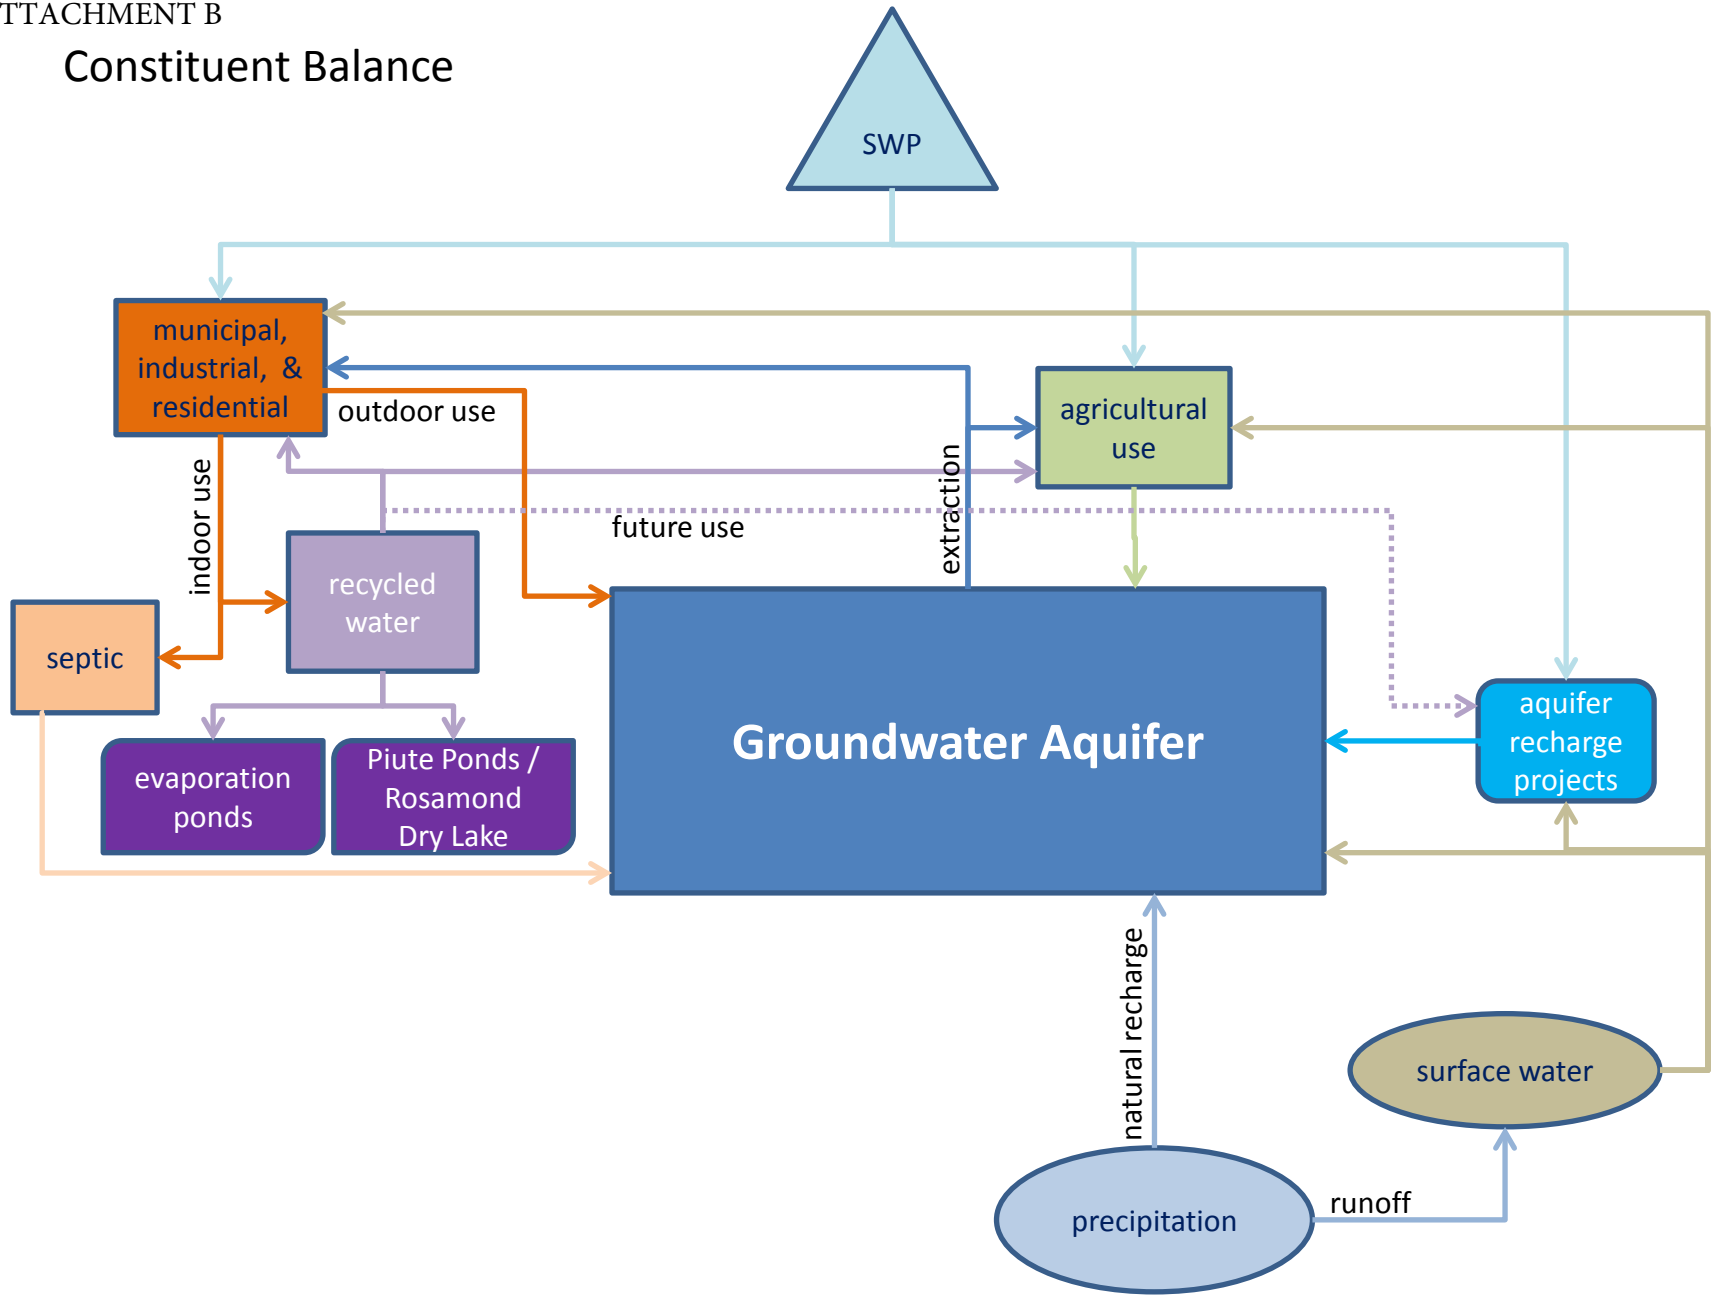 TTACHMENT B
Constituent Balance
SWP
municipal,
industrial, &
residential
outdoor use
agricultural
use
indoor use
extraction
future use
recycled
water
septic
Groundwater Aquifer
aquifer
recharge
projects
evaporation
ponds
Piute Ponds /
Rosamond
Dry Lake
natural recharge
surface water
precipitation
runoff